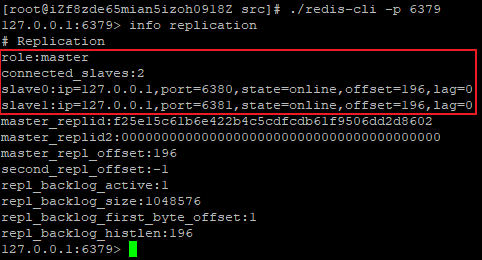 [root@iZf8zde65mian5izoh0918Z src]# ./redis-cli -p 6379
127.0.0.1:6379> info replication
# Replication
role:master
connected_slaves:2
slave0:ip=127.0.0.1,port=6380,state=online,offset=196,lag=0
slave1:ip=127.0.0.1,port=6381,state=online,offset=196,lag=0
master_replid:f25e15c61b6e422b4c5cdfcdb61f9506dd2d8602
master_replid2:0000000000000000000000000000000000000000
master_repl_offset:196
second_repl_offset:-1
repl_backlog_active:1
repl_backlog_size:1048576
repl_backlog_first_byte_offset:1
repl_backlog_histlen:196
127.0.0.1:6379>